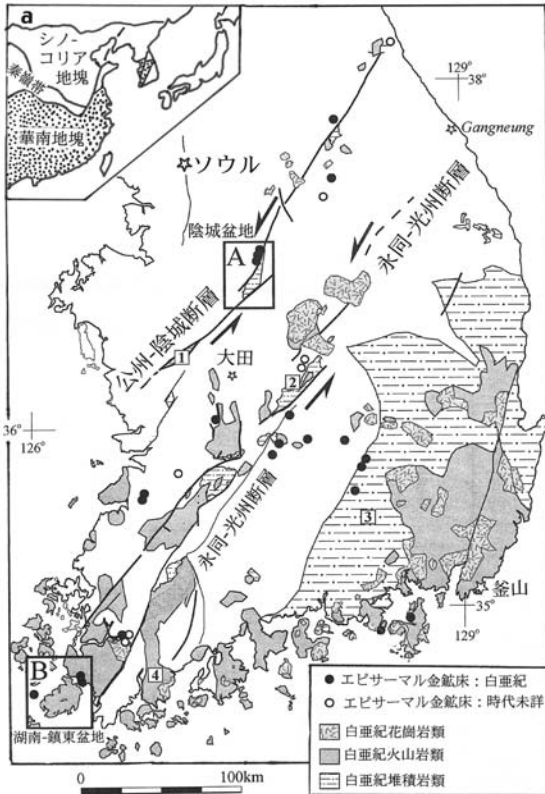 a
シノ-
コリア
地塊
秦嶺帯
華南地塊
129°
38°
Gangneung
ソウル
陰城盆地
A
永同-光州断層
公州-陰城断層
1
大田
2
36°
126°
永同-光州断層
3
釜山
35°
129°
B
4
湖南-鎮東盆地
エピサーマル金鉱床：白亜紀
エピサーマル金鉱床：時代未詳
白亜紀花崗岩類
白亜紀火山岩類
白亜紀堆積岩類
0
100km